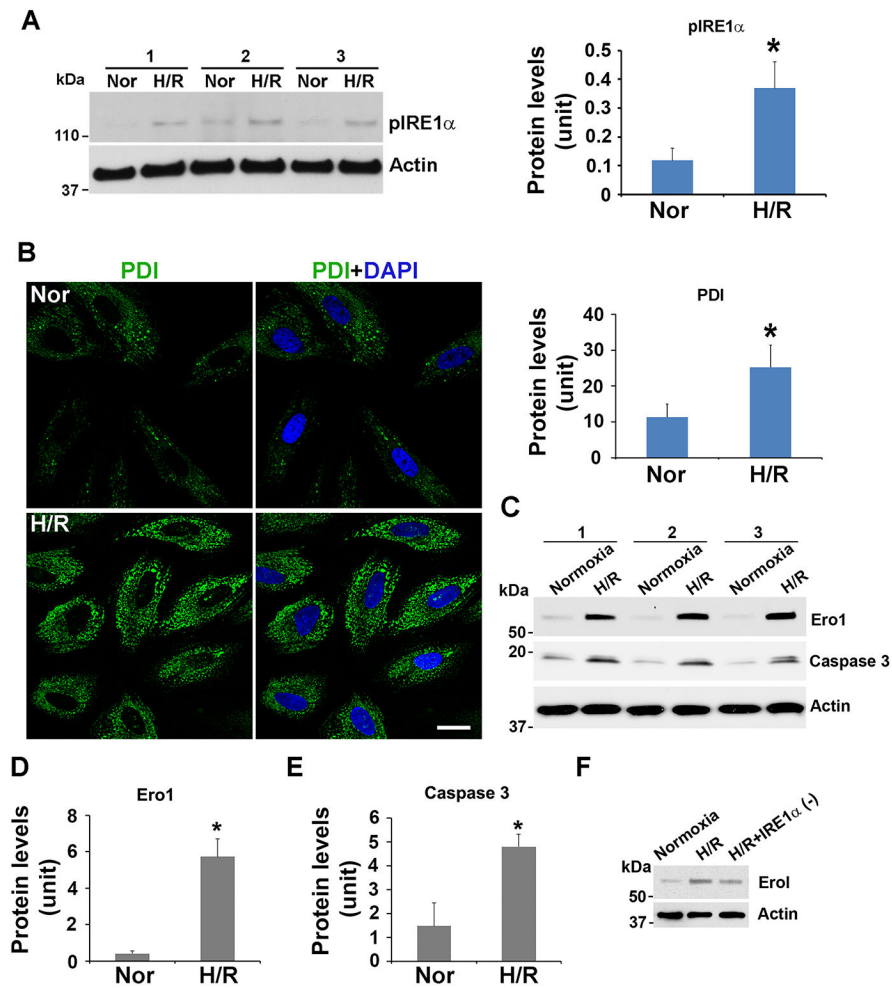 A
1 2 3
kDa Nor H/R Nor H/R Nor H/R
110 pIRE1α
37 Actin
pIRE1α
Protein levels
(unit)
0.5
0.4
0.3
0.2
0.1
0
*
Nor H/R
B
PDI PDI+DAPI
Nor
H/R
PDI
Protein levels
(unit)
40
30
20
10
0
*
Nor H/R
C
1 2 3
Normoxia H/R Normoxia H/R Normoxia H/R
kDa
50 Ero1
20 Caspase 3
37 Actin
D
Ero1
Protein levels
(unit)
8
6
4
2
0
*
Nor H/R
E
Caspase 3
Protein levels
(unit)
6
5
4
3
2
1
0
*
Nor H/R
F
Normoxia H/R H/R+IRE1α (-)
kDa
50 EroI
37 Actin